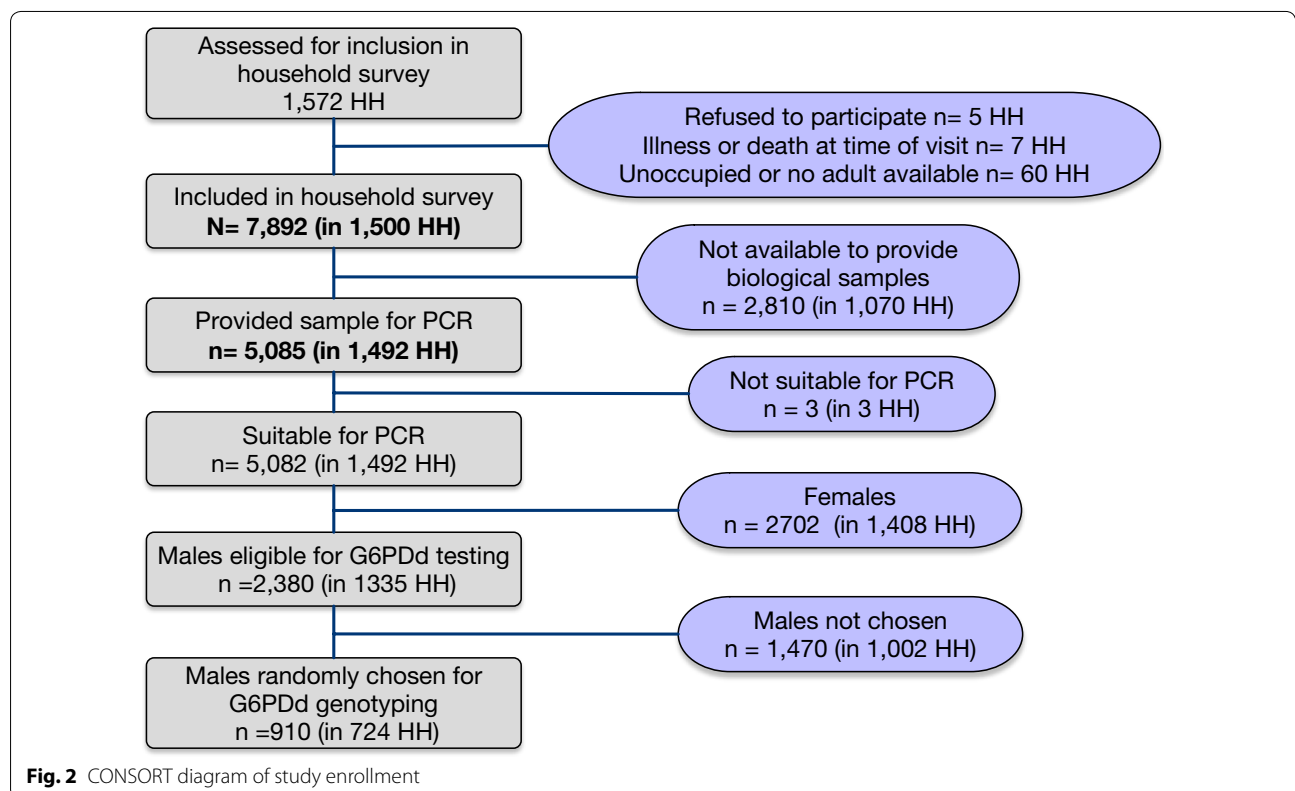 Assessed for inclusion in
household survey
1,572 HH
Refused to participate n= 5 HH
Illness or death at time of visit n= 7 HH
Unoccupied or no adult available n= 60 HH
Included in household survey
N= 7,892 (in 1,500 HH)
Not available to provide
biological samples
n = 2,810 (in 1,070 HH)
Provided sample for PCR
n= 5,085 (in 1,492 HH)
Not suitable for PCR
n = 3 (in 3 HH)
Suitable for PCR
n= 5,082 (in 1,492 HH)
Females
n = 2702 (in 1,408 HH)
Males eligible for G6PDd testing
n =2,380 (in 1335 HH)
Males not chosen
n = 1,470 (in 1,002 HH)
Males randomly chosen for
G6PDd genotyping
n =910 (in 724 HH)
Fig. 2 CONSORT diagram of study enrollment